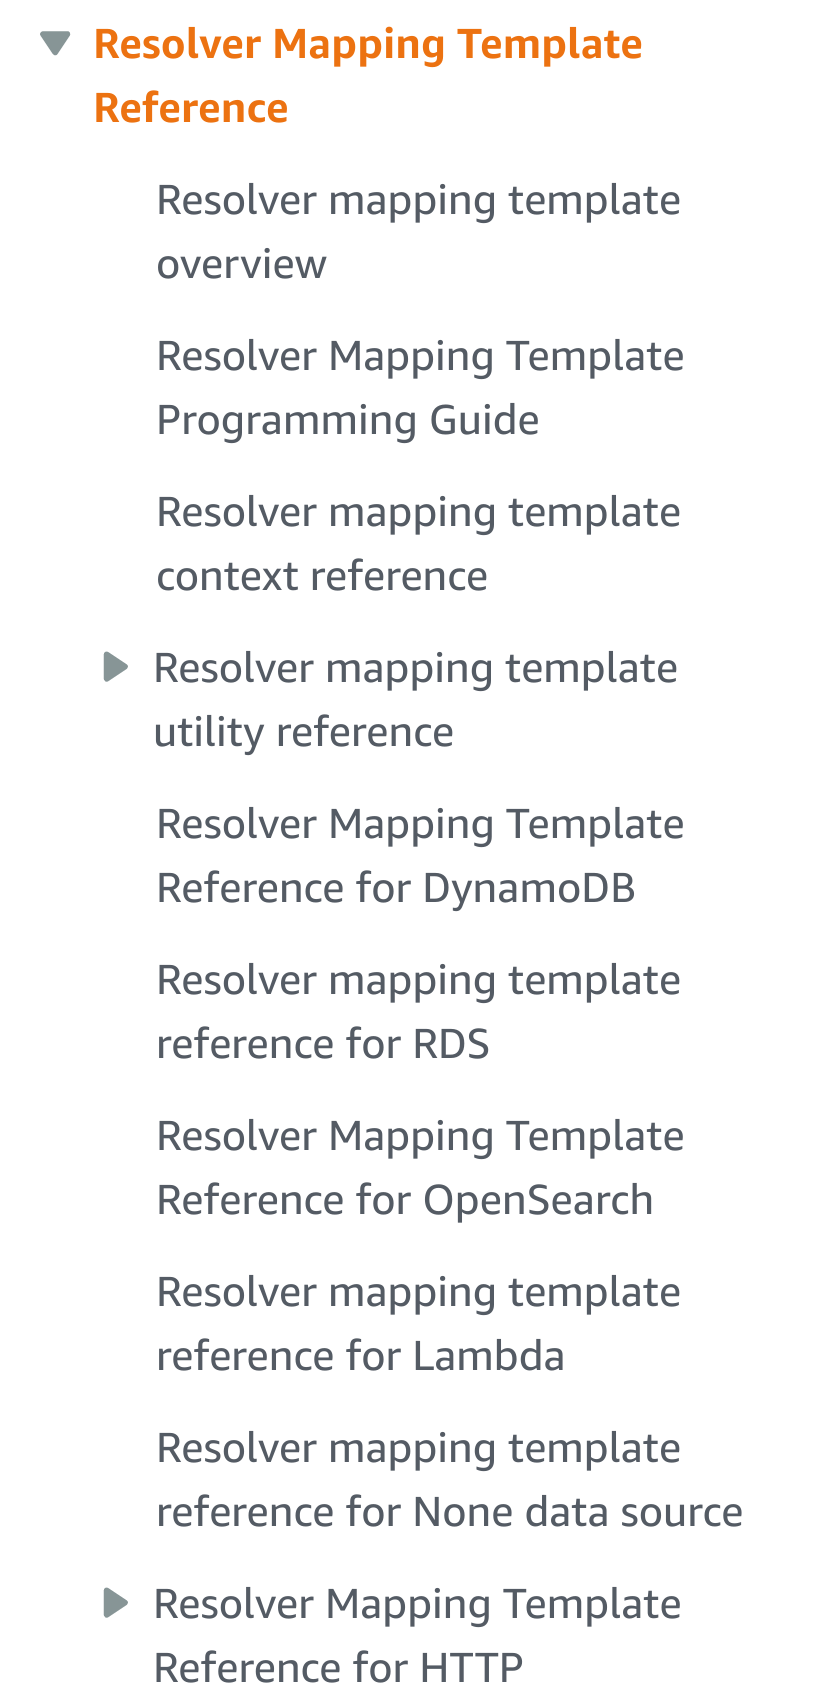 Resolver Mapping Template
Reference
Resolver mapping template
overview
Resolver Mapping Template
Programming Guide
Resolver mapping template
context reference
Resolver mapping template
utility reference
Resolver Mapping Template
Reference for DynamoDB
Resolver mapping template
reference for RDS
Resolver Mapping Template
Reference for OpenSearch
Resolver mapping template
reference for Lambda
Resolver mapping template
reference for None data source
Resolver Mapping Template
Reference for HTTP